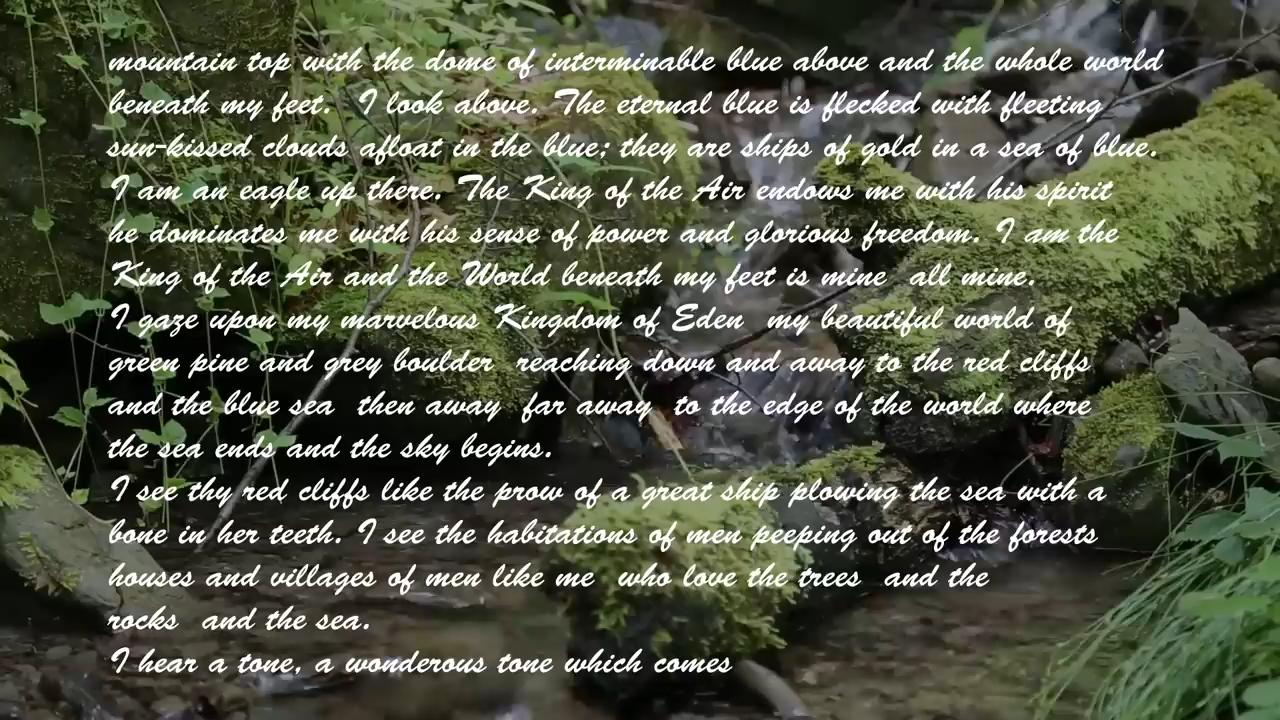 mountain top with the dome of interminable blue above and the whole world
beneath my feet.  I look above. The eternal blue is flecked with fleeting
sun-kissed clouds afloat in the blue; they are ships of gold in a sea of blue.
I am an eagle up there. The King of the Air endows me with his spirit
he dominates me with his sense of power and glorious freedom. I am the
King of the Air and the World beneath my feet is mine  all mine.
I gaze upon my marvelous Kingdom of Eden  my beautiful world of
green pine and grey boulder  reaching down and away to the red cliffs
and the blue sea  then away  far away  to the edge of the world where
the sea ends and the sky begins.
I see thy red cliffs like the prow of a great ship plowing the sea with a
bone in her teeth. I see the habitations of men peeping out of the forests
houses and villages of men like me  who love the trees  and the
rocks  and the sea.
I hear a tone, a wonderous tone which comes